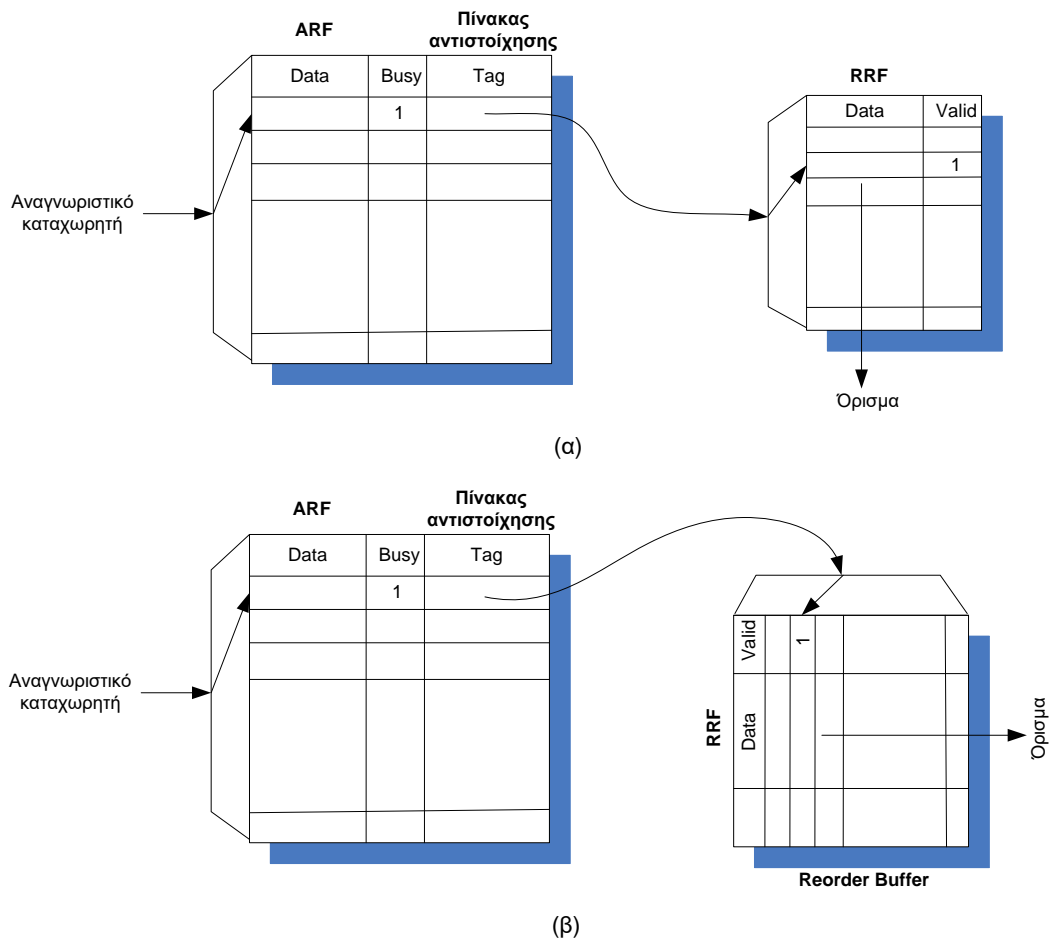 ARF
Πίνακας
αντιστοίχησης
Data Busy Tag
1
Αναγνωριστικό
καταχωρητή
RRF
Data Valid
1
Όρισμα
(α)
ARF
Πίνακας
αντιστοίχησης
Data Busy Tag
1
Αναγνωριστικό
καταχωρητή
RRF
Valid
1
Data
Όρισμα
Reorder Buffer
(β)